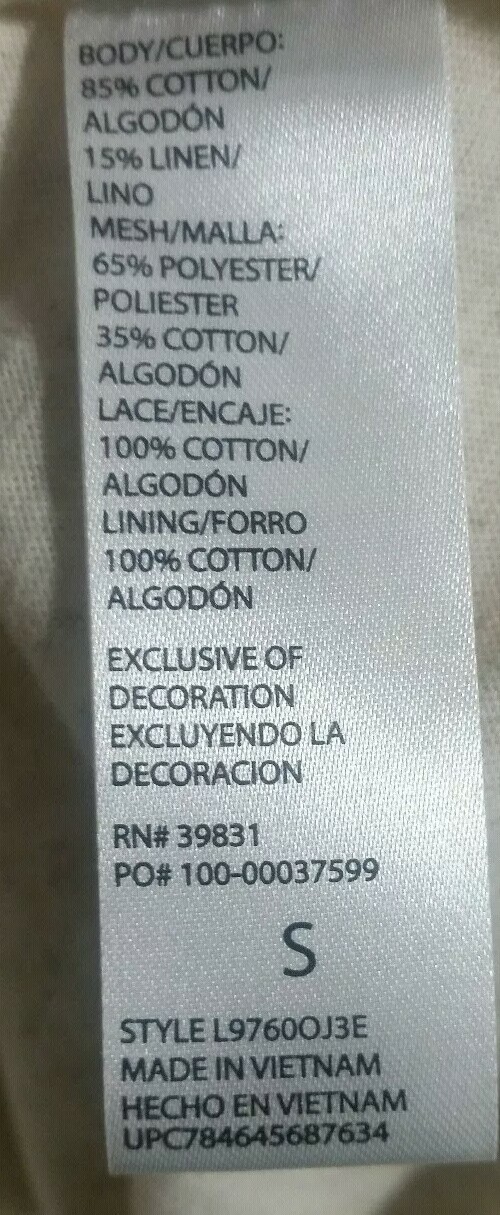 BODY/CUERPO:
85% COTTON/
ALGODÓN
15% LINEN/
LINO
MESH/MALLA:
65% POLYESTER/
POLIESTER
35% COTTON/
ALGODÓN
LACE/ENCAJE:
100% COTTON/
ALGODÓN
LINING/FORRO
100% COTTON/
ALGODÓN
EXCLUSIVE OF
DECORATION
EXCLUYENDO LA
DECORACION
RN# 39831
PO# 100-00037599
S
STYLE L9760OJ3E
MADE IN VIETNAM
HECHO EN VIETNAM
UPC784645687634